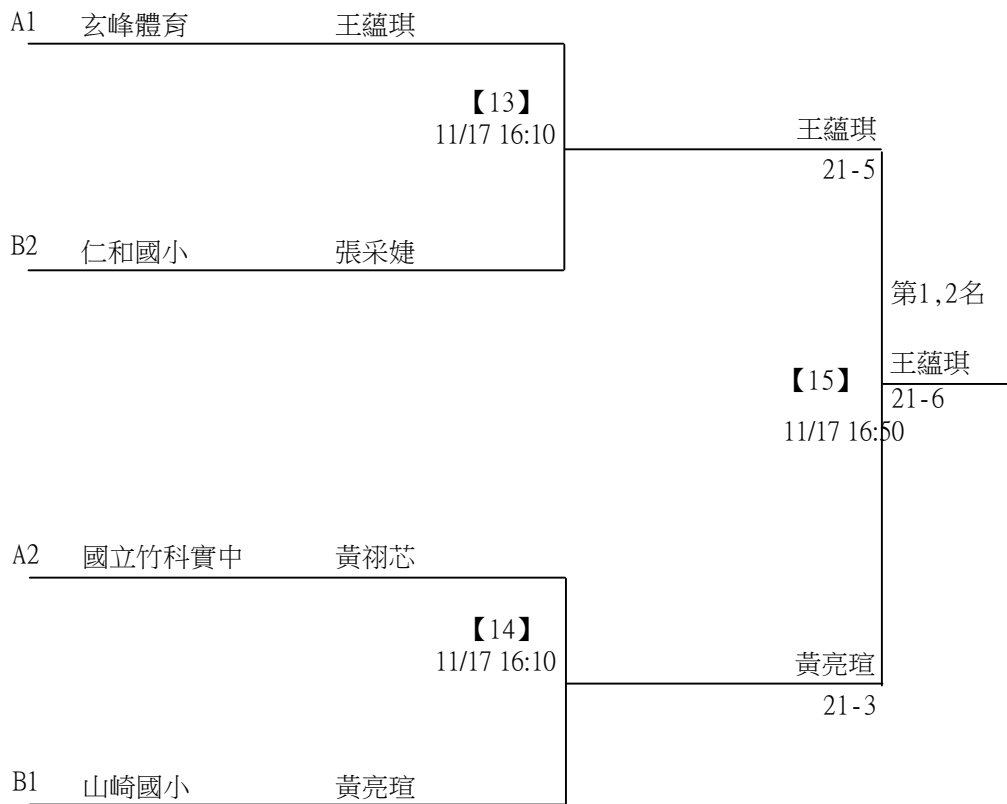 A1 玄峰體育 王蘊琪
【13】
11/17 16:10
王蘊琪
21-5
B2 仁和國小 張采婕
第1,2名
王蘊琪
【15】
21-6
11/17 16:50
A2 國立竹科實中 黃祤芯
【14】
11/17 16:10
黃亮瑄
21-3
B1 山崎國小 黃亮瑄